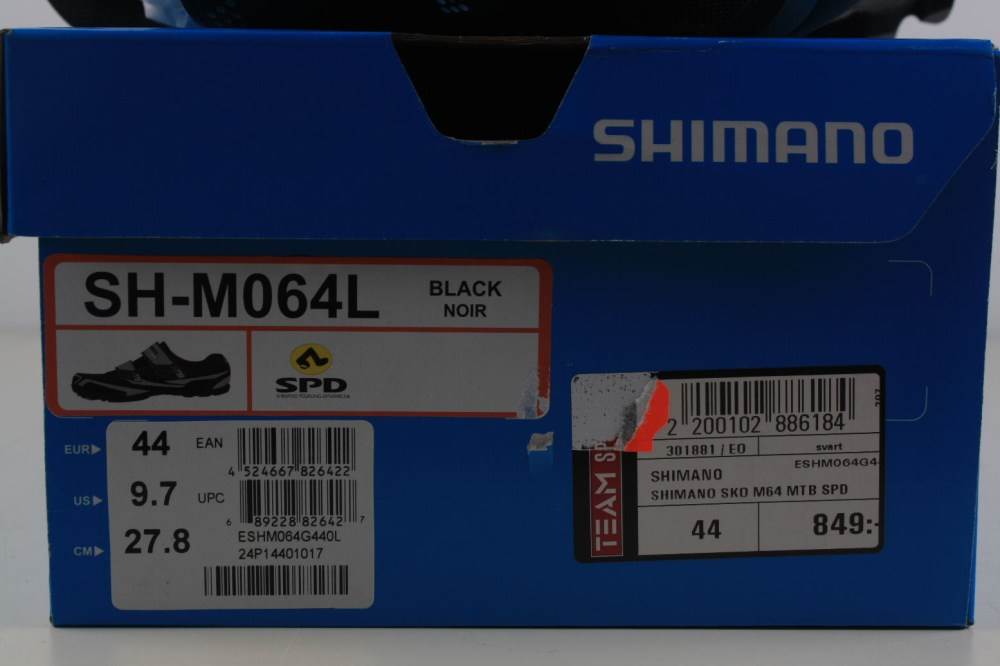 SHIMANO
SH-M064L
BLACK
NOIR
SPD
EUR
44
EAN
4 524667 826422
US
9.7
UPC
6 89228 82642 7
CM
27.8
ESHM064G440L
24P14401017
2 200102 886184
301881 / EO
svart
ESHM064G4
TEAM
SHIMANO
SHIMANO SKO M64 MTB SPD
44
849:-